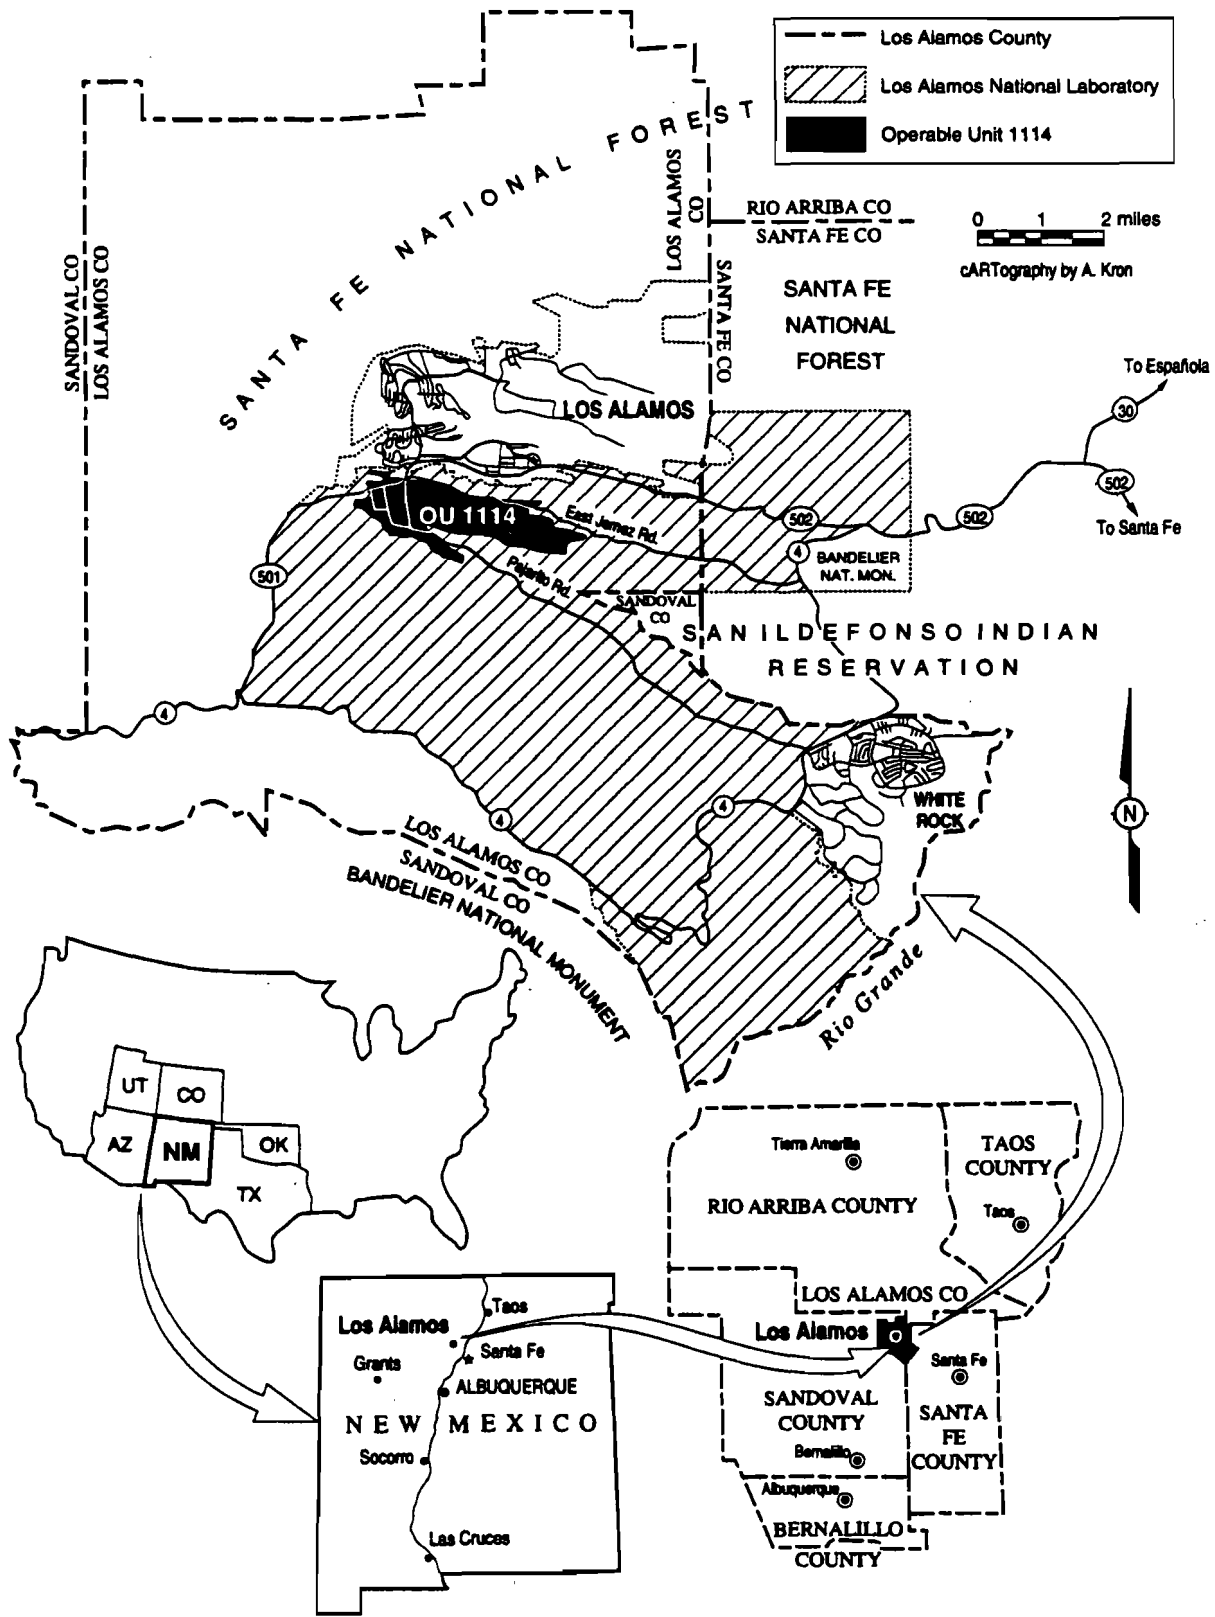 Los Alamos County
Los Alamos National Laboratory
Operable Unit 1114
SANTA FE NATIONAL FOREST
LOS ALAMOS
CO
RIO ARRIBA CO
SANTA FE CO
0 1 2 miles
cARTography by A. Kron
SANDOVAL CO
LOS ALAMOS CO
SANTA FE CO
SANTA FE
NATIONAL
FOREST
To Española
30
LOS ALAMOS
502
To Santa Fe
OU 1114
East Jemez Rd.
502
502
4
BANDELIER
NAT. MON.
501
Pajarito Rd.
SANDOVAL
CO
SAN ILDEFONSO INDIAN
RESERVATION
4
WHITE
ROCK
N
4
4
LOS ALAMOS CO
SANDOVAL CO
BANDELIER NATIONAL MONUMENT
Rio Grande
UT
CO
AZ
NM
OK
TX
Tierra Amarilla
TAOS
COUNTY
RIO ARRIBA COUNTY
Taos
LOS ALAMOS CO
Los Alamos
Santa Fe
SANDOVAL
COUNTY
SANTA
FE
COUNTY
Bernalillo
Albuquerque
BERNALILLO
COUNTY
Taos
Los Alamos
Santa Fe
Grants
ALBUQUERQUE
NEW MEXICO
Socorro
Las Cruces